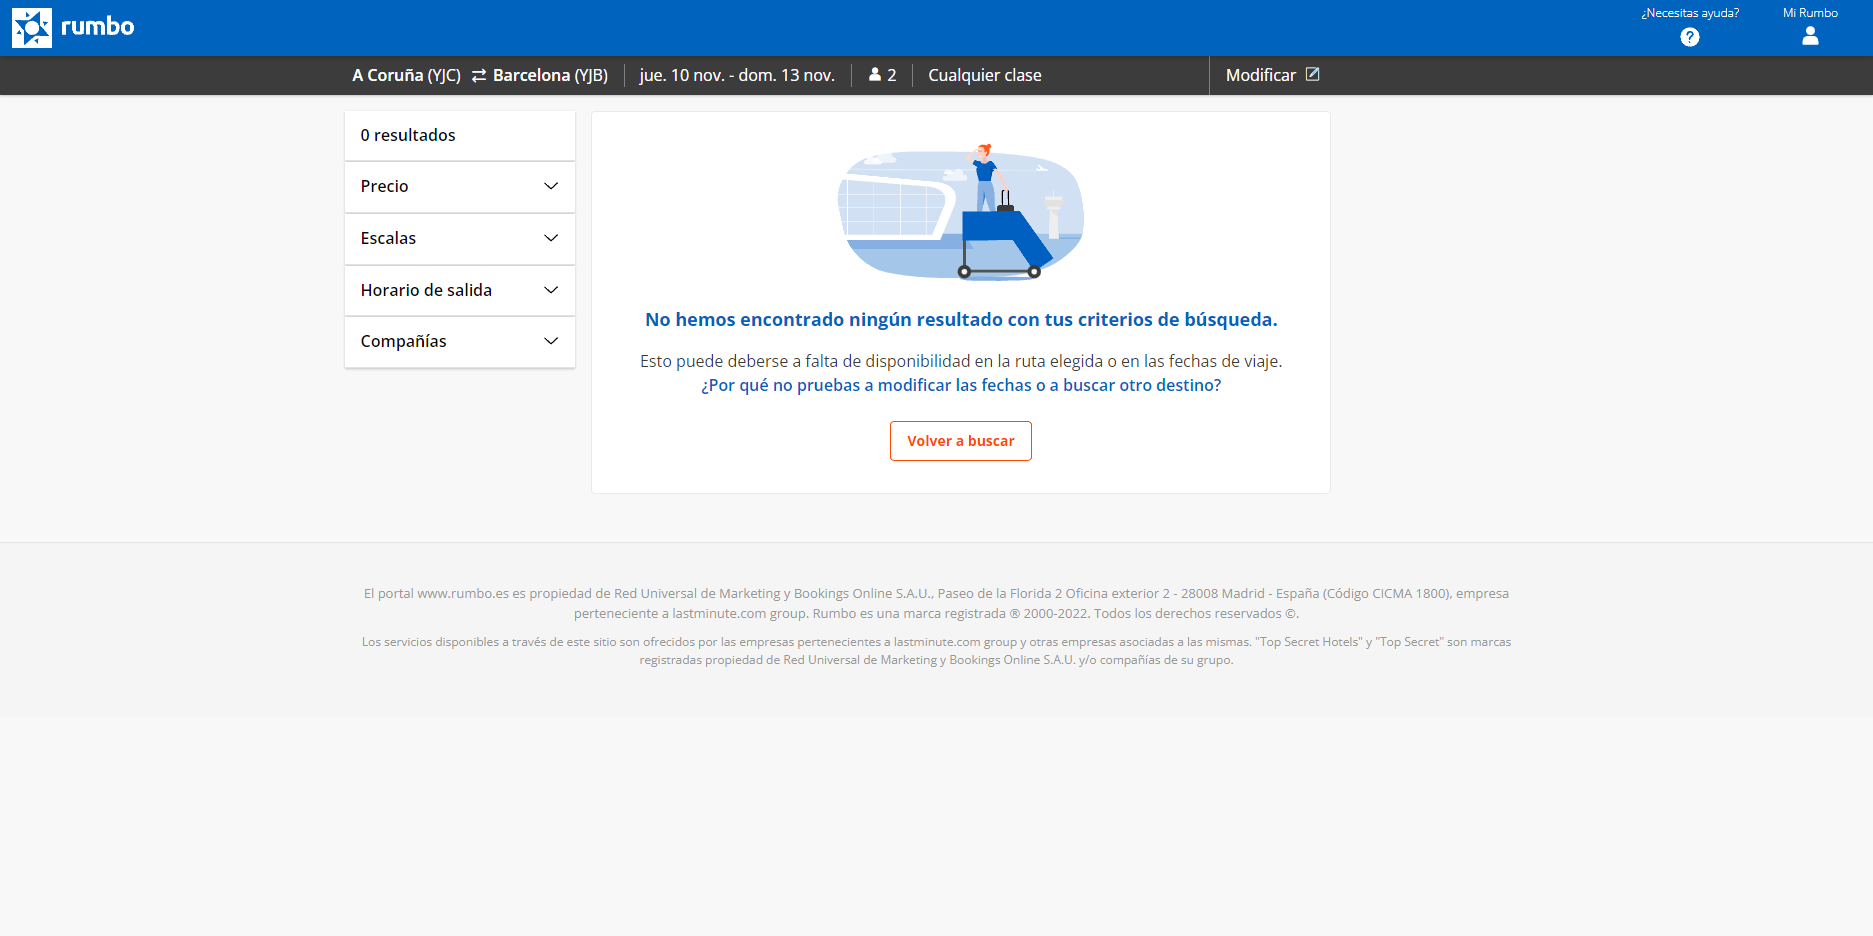 rumbo
¿Necesitas ayuda?
?
Mi Rumbo
A Coruña (YJC) ⇄ Barcelona (YJB)
jue. 10 nov. - dom. 13 nov.
2
Cualquier clase
Modificar
0 resultados
Precio
Escalas
Horario de salida
Compañías
No hemos encontrado ningún resultado con tus criterios de búsqueda.
Esto puede deberse a falta de disponibilidad en la ruta elegida o en las fechas de viaje.
¿Por qué no pruebas a modificar las fechas o a buscar otro destino?
Volver a buscar
El portal www.rumbo.es es propiedad de Red Universal de Marketing y Bookings Online S.A.U., Paseo de la Florida 2 Oficina exterior 2 - 28008 Madrid - España (Código CICMA 1800), empresa
perteneciente a lastminute.com group. Rumbo es una marca registrada ® 2000-2022. Todos los derechos reservados ©.
Los servicios disponibles a través de este sitio son ofrecidos por las empresas pertenecientes a lastminute.com group y otras empresas asociadas a las mismas. "Top Secret Hotels" y "Top Secret" son marcas
registradas propiedad de Red Universal de Marketing y Bookings Online S.A.U. y/o compañías de su grupo.